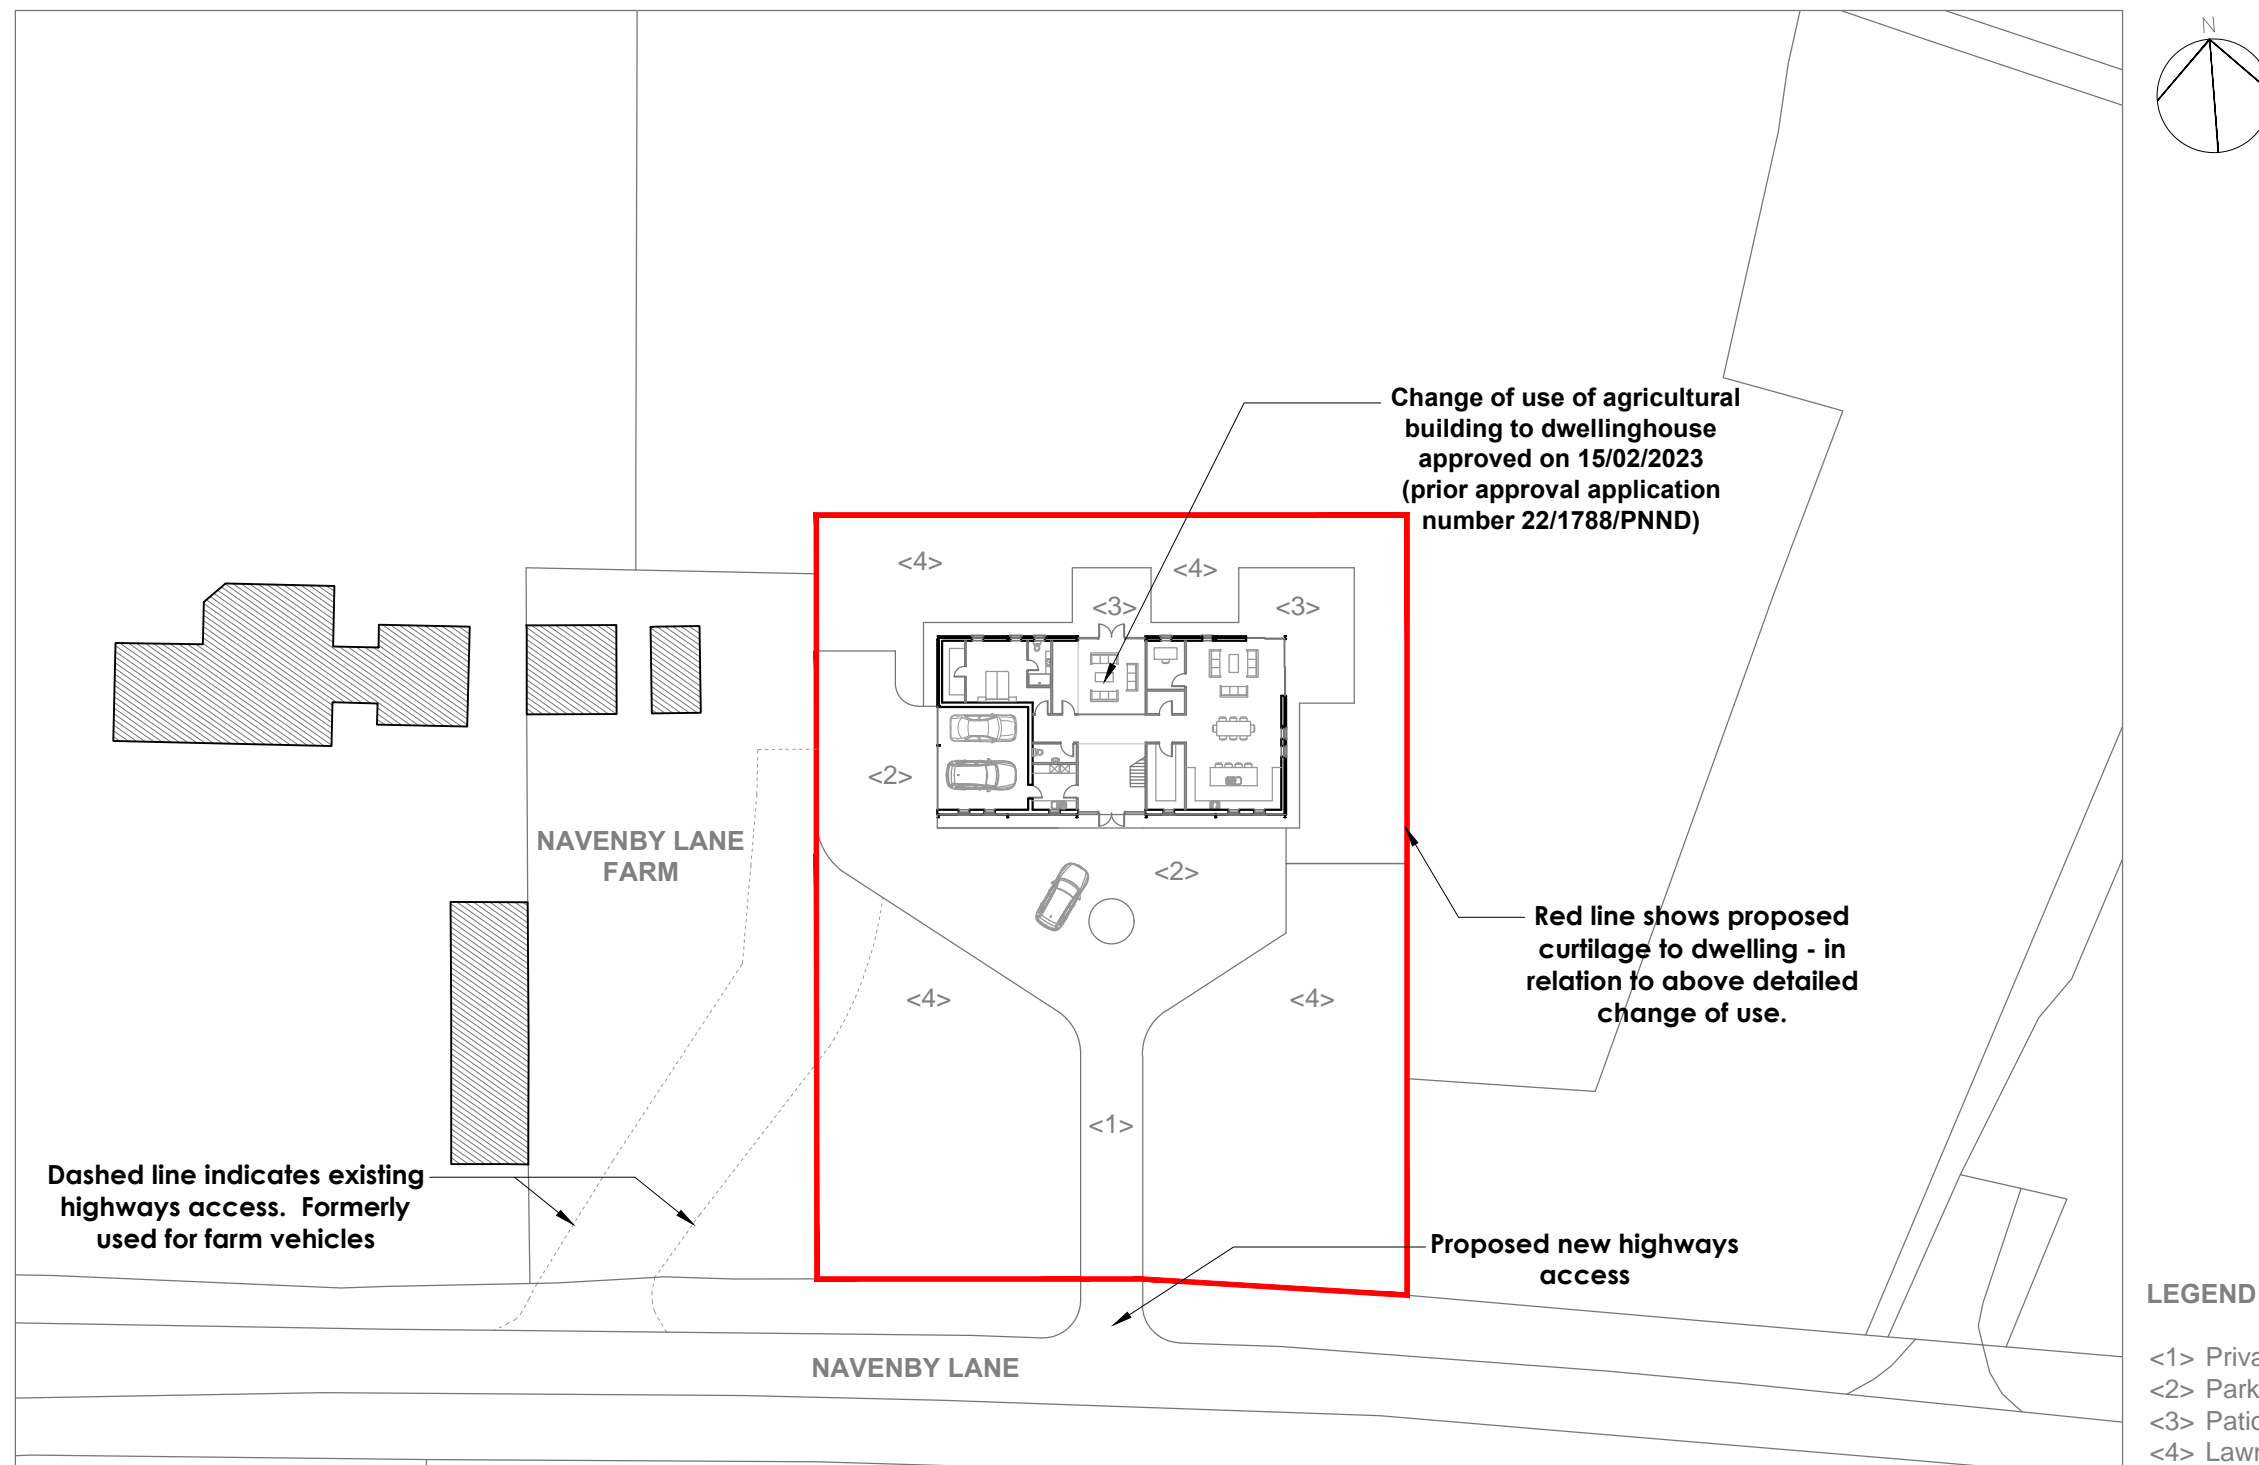 N
Change of use of agricultural
building to dwellinghouse
approved on 15/02/2023
(prior approval application
number 22/1788/PNND)
<4>
<4>
<3>
<3>
<2>
NAVENBY LANE
FARM
<2>
Red line shows proposed
curtilage to dwelling - in
relation to above detailed
change of use.
<4>
<4>
<1>
Dashed line indicates existing
highways access.  Formerly
used for farm vehicles
Proposed new highways
access
LEGEND
NAVENBY LANE
<1>
<2>
<3>
<4>